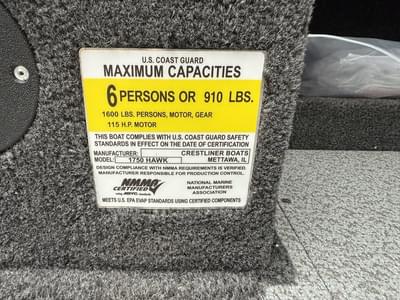 U.S. COAST GUARD
MAXIMUM CAPACITIES
6 PERSONS OR 910 LBS.
1600 LBS. PERSONS, MOTOR, GEAR
115 H.P. MOTOR
THIS BOAT COMPLIES WITH U.S. COAST GUARD SAFETY
STANDARDS IN EFFECT ON THE DATE OF CERTIFICATION
MANUFACTURER: CRESTLINER BOATS
MODEL: 1750 HAWK METTAWA, IL
DESIGN COMPLIANCE WITH NMMA REQUIREMENTS IS VERIFIED.
MANUFACTURER RESPONSIBLE FOR PRODUCTION CONTROL.
NMMA
CERTIFIED
using ABYC standards
NATIONAL MARINE
MANUFACTURERS
ASSOCIATION
MEETS U.S. EPA EVAP STANDARDS USING CERTIFIED COMPONENTS